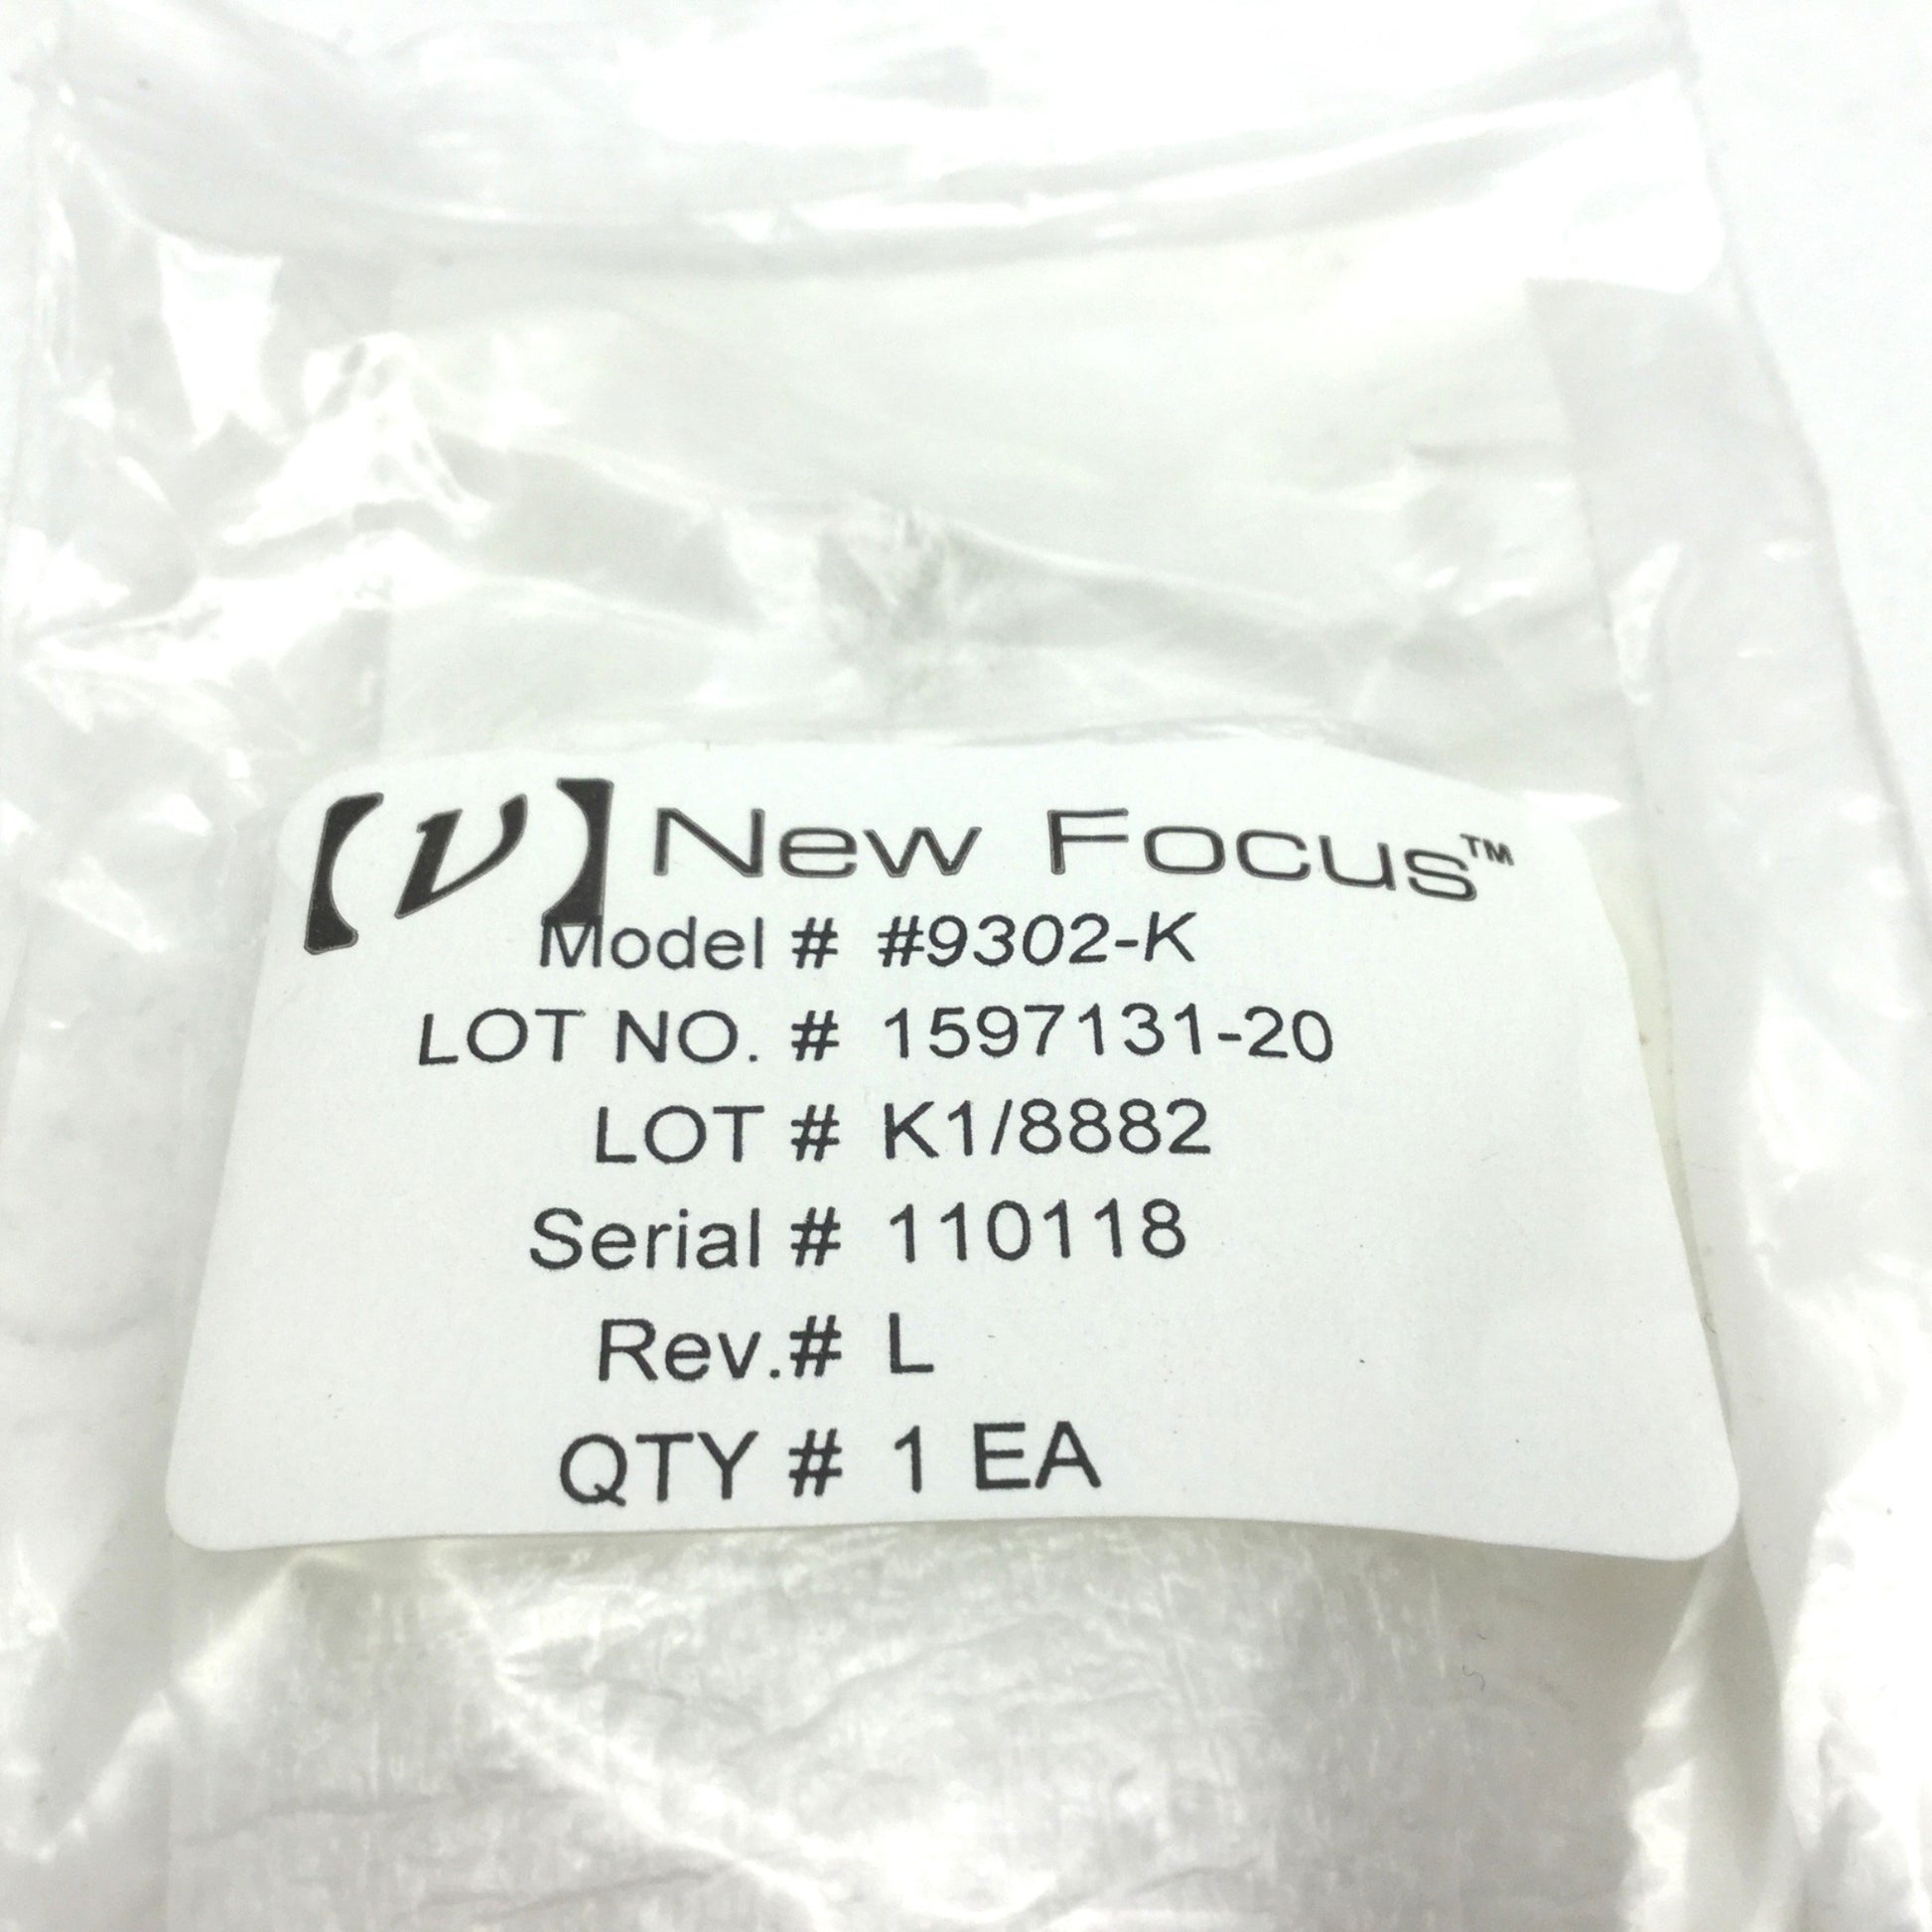 [ν] New Focus™
Model # #9302-K
LOT NO. # 1597131-20
LOT # K1/8882
Serial # 110118
Rev.# L
QTY # 1 EA